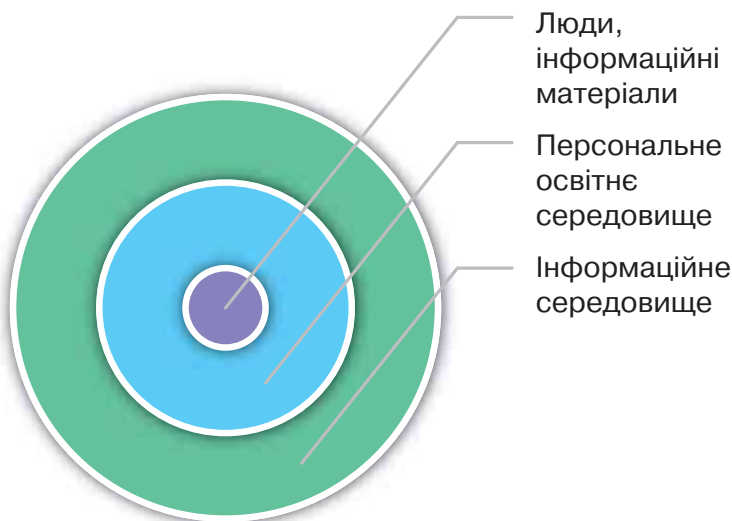 Люди,
інформаційні
матеріали
Персональне
освітнє
середовище
Інформаційне
середовище